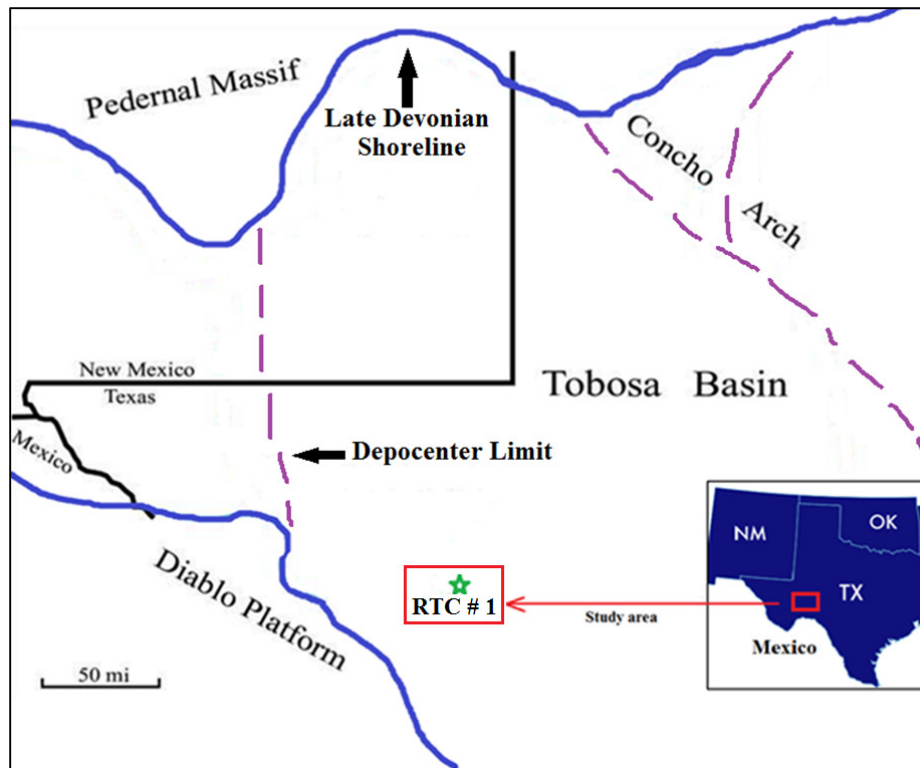 Pedernal Massif
Late Devonian
Shoreline
Concho
Arch
New Mexico
Texas
Mexico
Tobosa Basin
Depocenter Limit
Diablo Platform
RTC # 1
50 mi
Study area
NM
OK
TX
Mexico